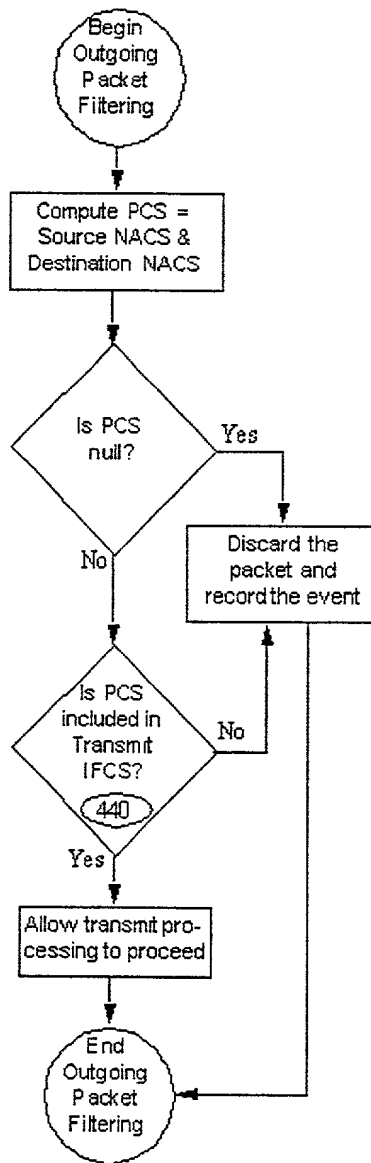 Begin
Outgoing
Packet
Filtering
Compute PCS =
Source NACS &
Destination NACS
Is PCS
null?
Yes
No
Discard the
packet and
record the event
Is PCS
included in
Transmit
IFCS?
440
No
Yes
Allow transmit pro-
cessing to proceed
End
Outgoing
Packet
Filtering